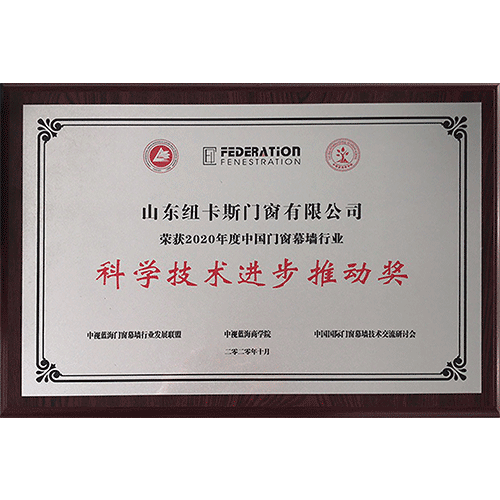 FEDERATION
FENESTRATION
山东纽卡斯门窗有限公司
荣获2020年度中国门窗幕墙行业
科学技术进步推动奖
中视蓝海门窗幕墙行业发展联盟 中视蓝海商学院 中国国际门窗幕墙技术交流研讨会
二〇二〇年十月